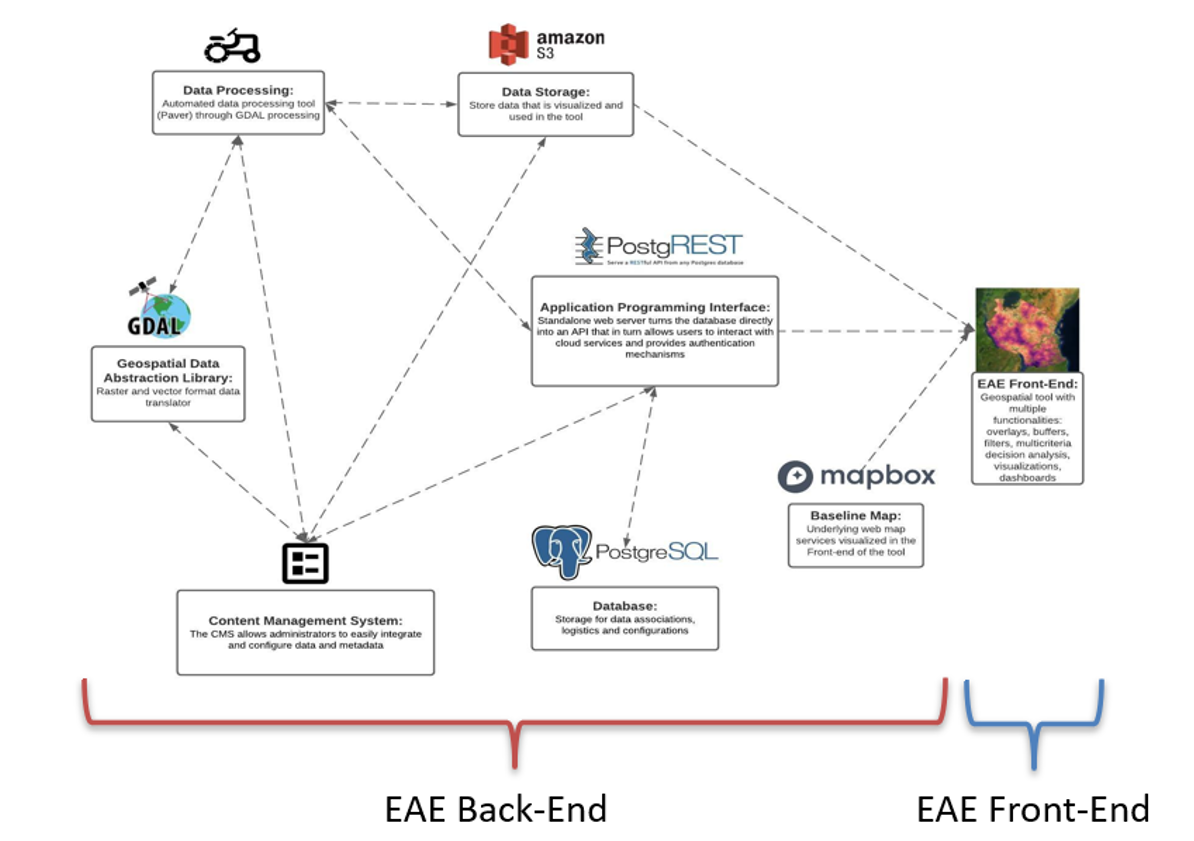 amazon
S3
Data Processing:
Automated data processing tool
(Paver) through GDAL processing
Data Storage:
Store data that is visualized and
used in the tool
PostgREST
Serve a RESTful API from any Postgres database
Application Programming Interface:
Standalone web server turns the database directly
into an API that in turn allows users to interact with
cloud services and provides authentication
mechanisms
GDAL
Geospatial Data
Abstraction Library:
Raster and vector format data
translator
EAE Front-End:
Geospatial tool with
multiple
functionalities:
overlays, buffers,
filters, multicriteria
decision analysis,
visualizations,
dashboards
mapbox
Baseline Map:
Underlying web map
services visualized in the
Front-end of the tool
PostgreSQL
Database:
Storage for data associations,
logistics and configurations
Content Management System:
The CMS allows administrators to easily integrate
and configure data and metadata
EAE Back-End
EAE Front-End